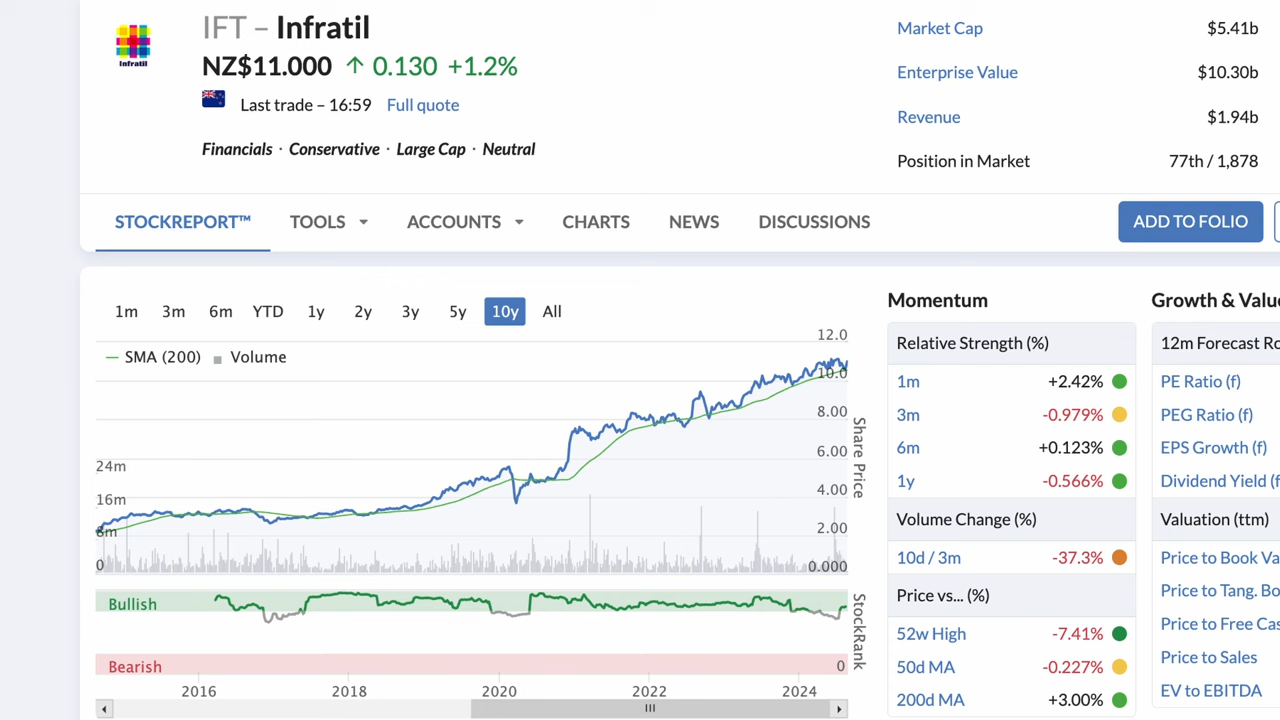 IFT – Infratil
Infratil
NZ$11.000 ↑ 0.130 +1.2%
Last trade – 16:59 Full quote
Financials · Conservative · Large Cap · Neutral
Market Cap $5.41b
Enterprise Value $10.30b
Revenue $1.94b
Position in Market 77th / 1,878
STOCKREPORT™ TOOLS ACCOUNTS CHARTS NEWS DISCUSSIONS
ADD TO FOLIO
1m 3m 6m YTD 1y 2y 3y 5y 10y All
SMA (200) Volume
12.0
10.0
8.00
6.00
4.00
2.00
0.000
Share Price
24m
16m
8m
0
Bullish
Bearish
0
StockRank
2016 2018 2020 2022 2024
Momentum
Relative Strength (%)
1m +2.42%
3m -0.979%
6m +0.123%
1y -0.566%
Volume Change (%)
10d / 3m -37.3%
Price vs... (%)
52w High -7.41%
50d MA -0.227%
200d MA +3.00%
Growth & Valu
12m Forecast Ro
PE Ratio (f)
PEG Ratio (f)
EPS Growth (f)
Dividend Yield (f
Valuation (ttm)
Price to Book Va
Price to Tang. Bo
Price to Free Cas
Price to Sales
EV to EBITDA